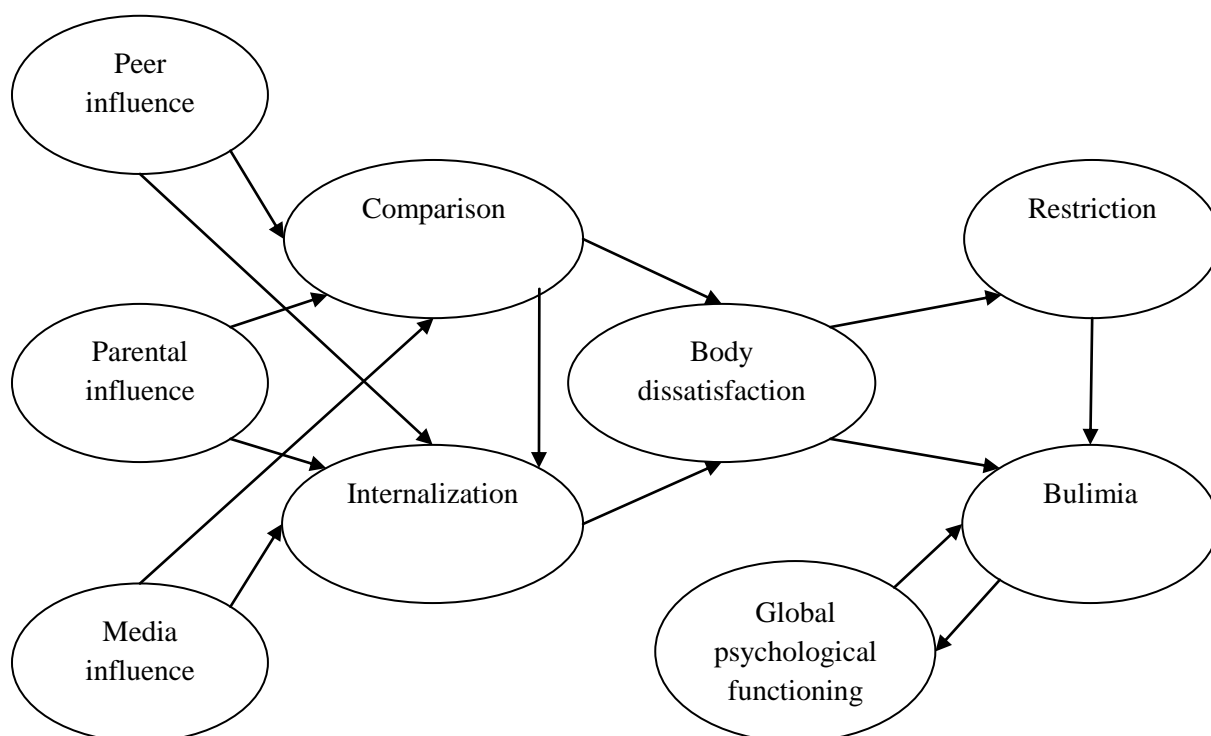 Peer
influence
Comparison
Restriction
Parental
influence
Body
dissatisfaction
Internalization
Bulimia
Media
influence
Global
psychological
functioning